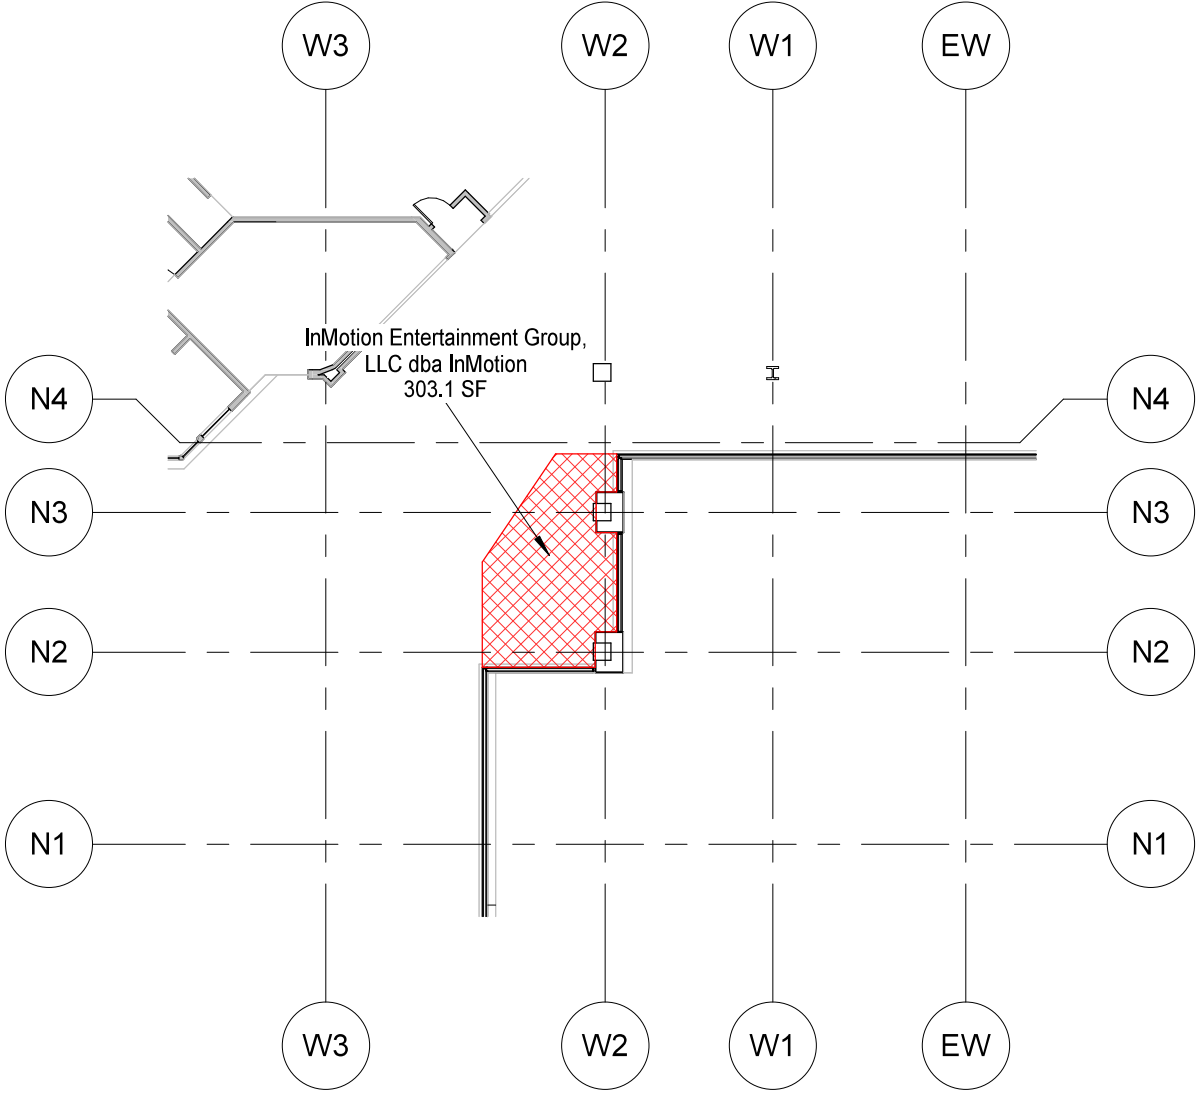 W3
W2
W1
EW
InMotion Entertainment Group,
LLC dba InMotion
303.1 SF
N4
N4
N3
N3
N2
N2
N1
N1
W3
W2
W1
EW